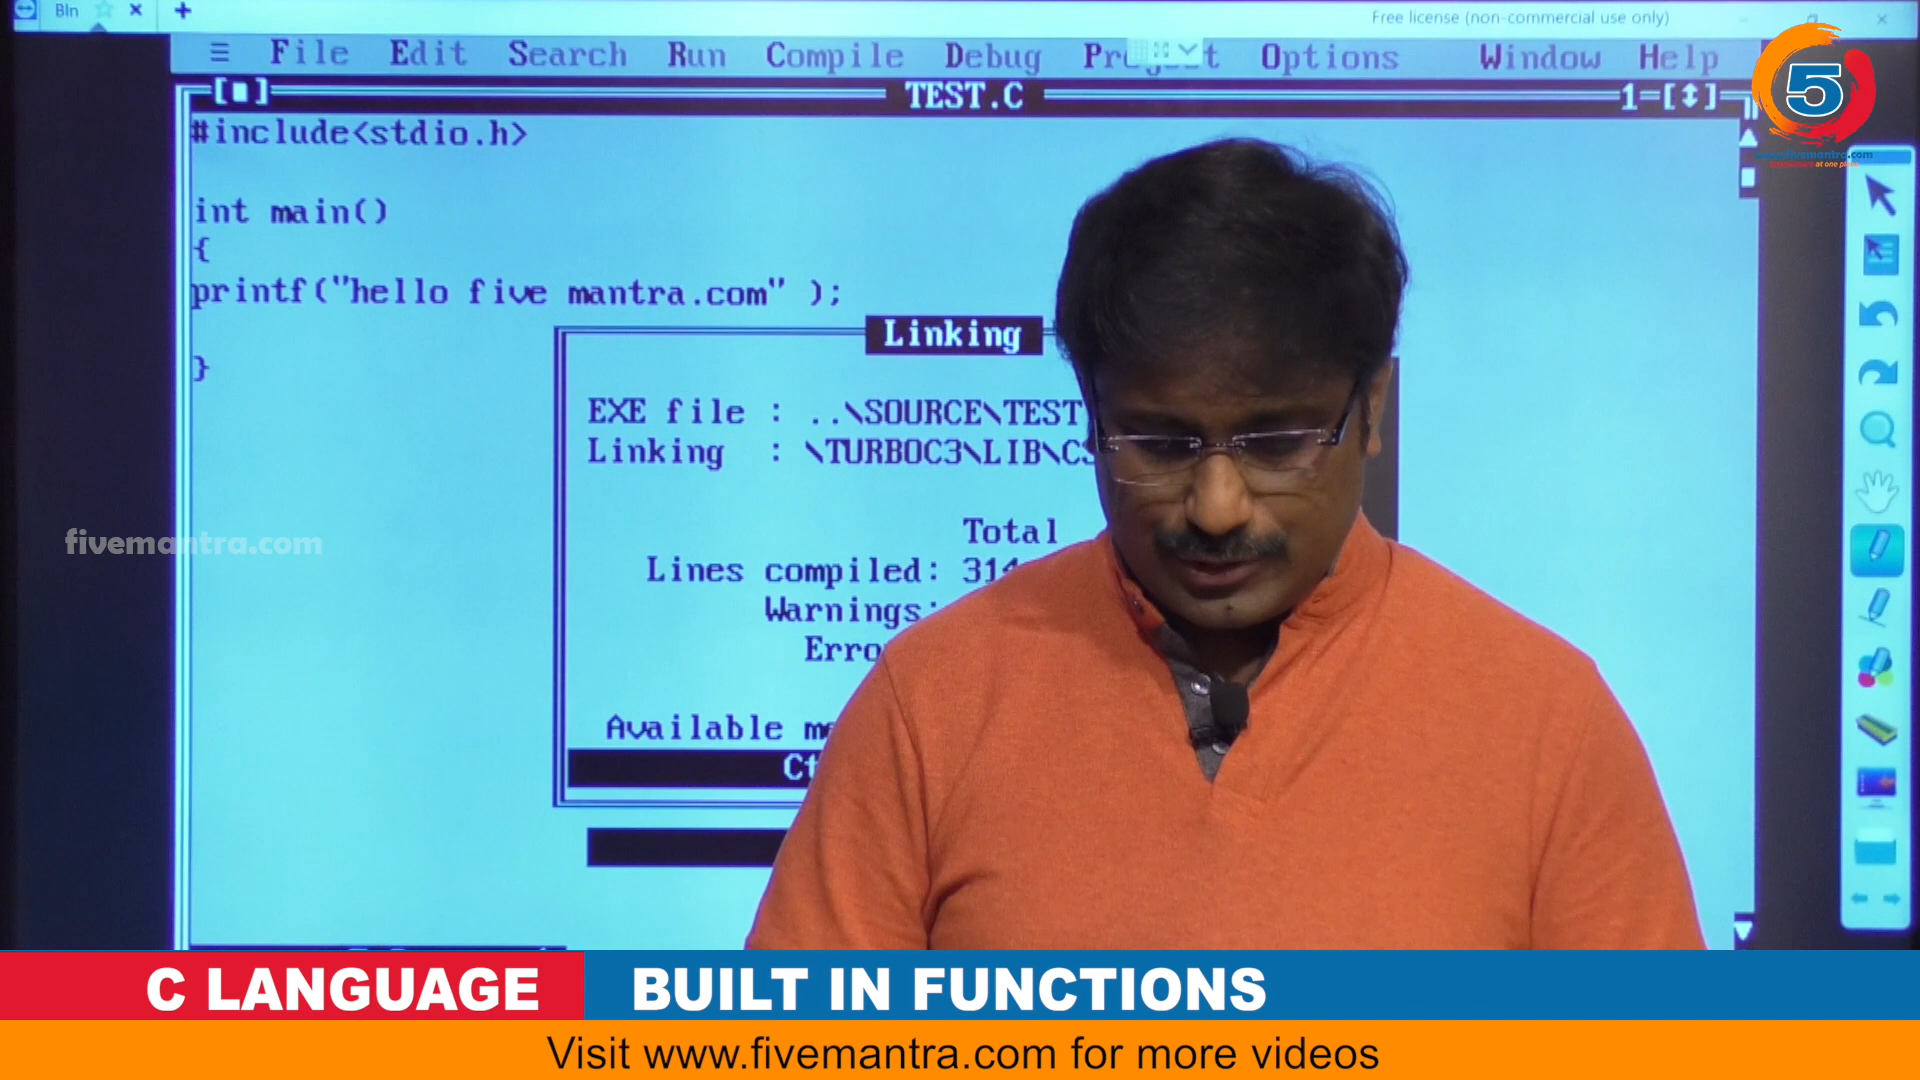 Bln
Free license (non-commercial use only)
File Edit Search Run Compile Debug Options Window Help
TEST.C
1
#include<stdio.h>
int main()
{
printf("hello five mantra.com" );
}
Linking
EXE file : ..\SOURCE\TEST
Linking : \TURBOC3\LIB\
Total
Lines compiled:
Warnings:
Available
fivemantra.com
5
C LANGUAGE
BUILT IN FUNCTIONS
Visit www.fivemantra.com for more videos